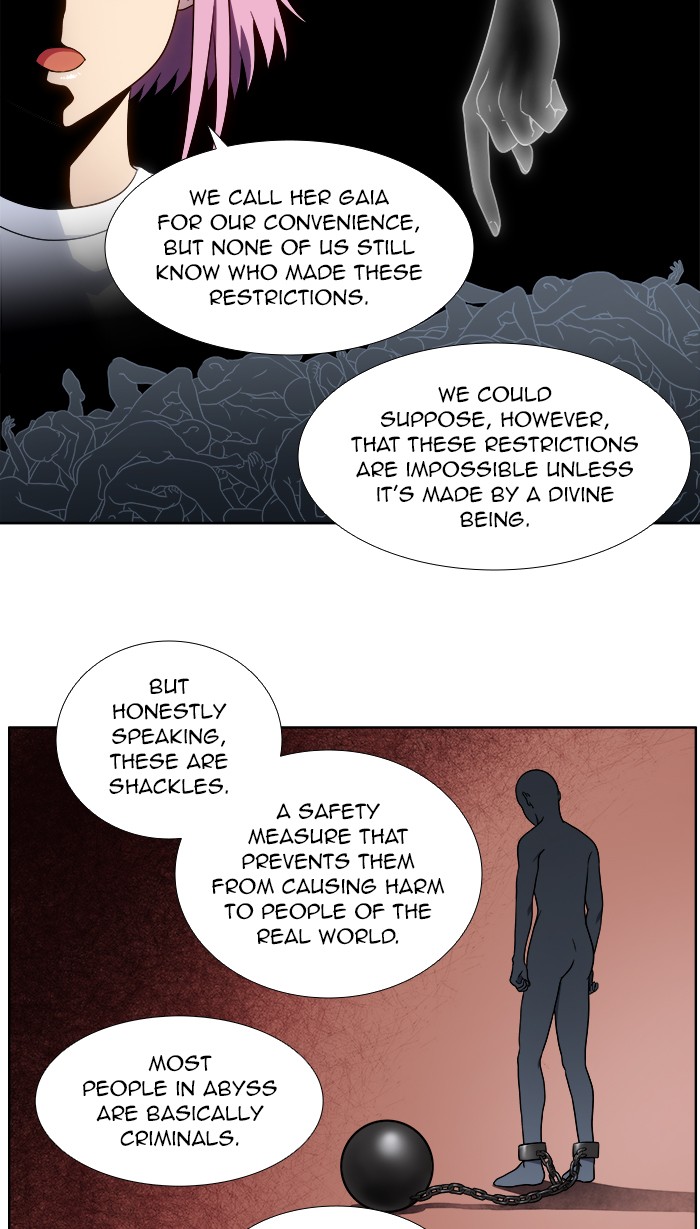 WE CALL HER GAIA
FOR OUR CONVENIENCE,
BUT NONE OF US STILL
KNOW WHO MADE THESE
RESTRICTIONS.
WE COULD
SUPPOSE, HOWEVER,
THAT THESE RESTRICTIONS
ARE IMPOSSIBLE UNLESS
IT'S MADE BY A DIVINE
BEING.
BUT
HONESTLY
SPEAKING,
THESE ARE
SHACKLES.
A SAFETY
MEASURE THAT
PREVENTS THEM
FROM CAUSING HARM
TO PEOPLE OF THE
REAL WORLD.
MOST
PEOPLE IN ABYSS
ARE BASICALLY
CRIMINALS.